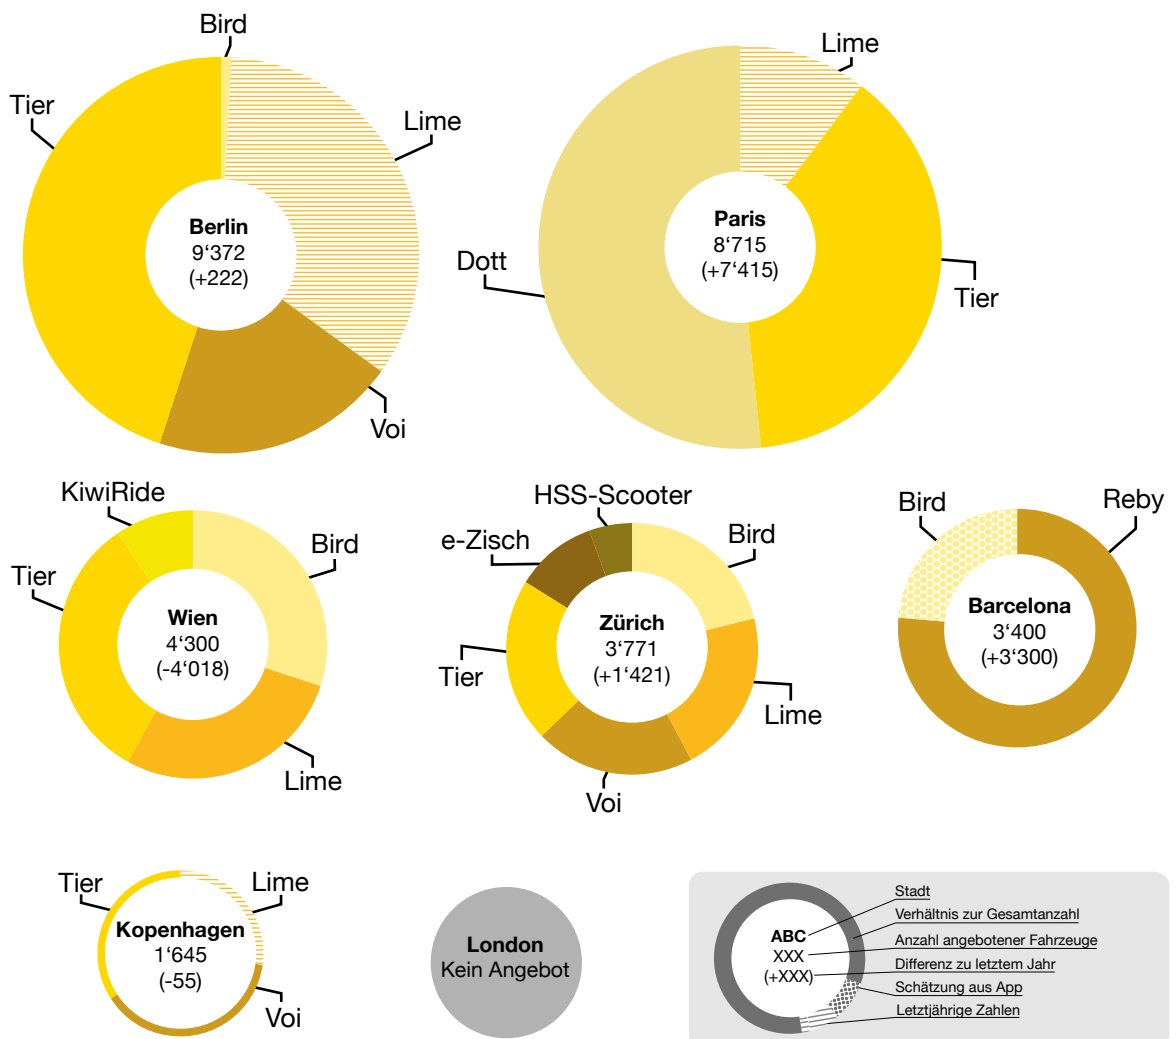 Bird
Tier
Lime
Berlin
9‘372
(+222)
Voi
Lime
Paris
8‘715
(+7‘415)
Dott
Tier
KiwiRide
Bird
Tier
Wien
4‘300
(-4‘018)
Lime
HSS-Scooter
e-Zisch
Bird
Zürich
3‘771
(+1‘421)
Tier
Lime
Voi
Bird
Reby
Barcelona
3‘400
(+3‘300)
Tier
Lime
Kopenhagen
1‘645
(-55)
Voi
London
Kein Angebot
ABC
XXX
(+XXX)
Stadt
Verhältnis zur Gesamtanzahl
Anzahl angebotener Fahrzeuge
Differenz zu letztem Jahr
Schätzung aus App
Letztjährige Zahlen